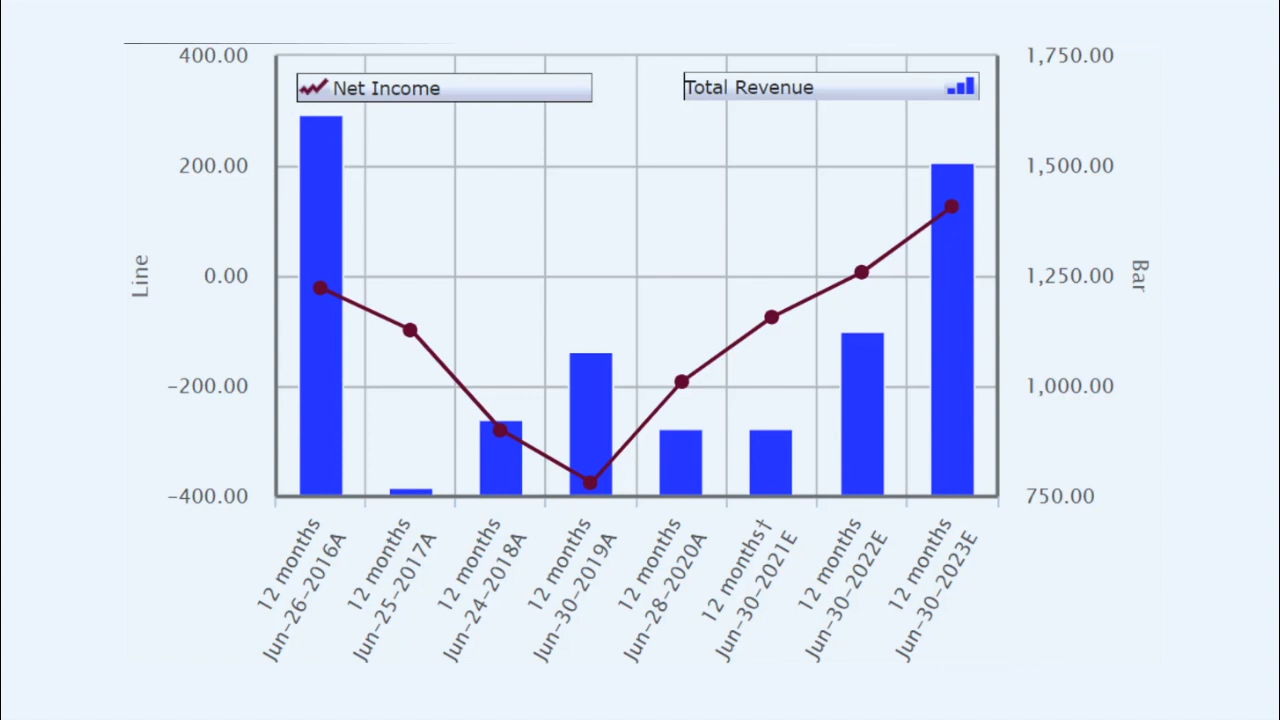 400.00
1,750.00
Net Income
Total Revenue
200.00
1,500.00
Line
0.00
1,250.00
Bar
−200.00
1,000.00
−400.00
750.00
12 months
Jun−26−2016A
12 months
Jun−25−2017A
12 months
Jun−24−2018A
12 months
Jun−30−2019A
12 months
Jun−28−2020A
12 months†
Jun−30−2021E
12 months
Jun−30−2022E
12 months
Jun−30−2023E